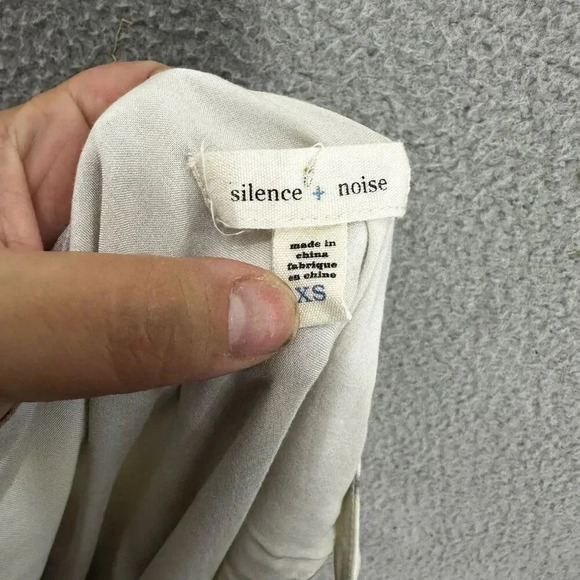 silence + noise
made in
china
fabriqué
en chine
XS